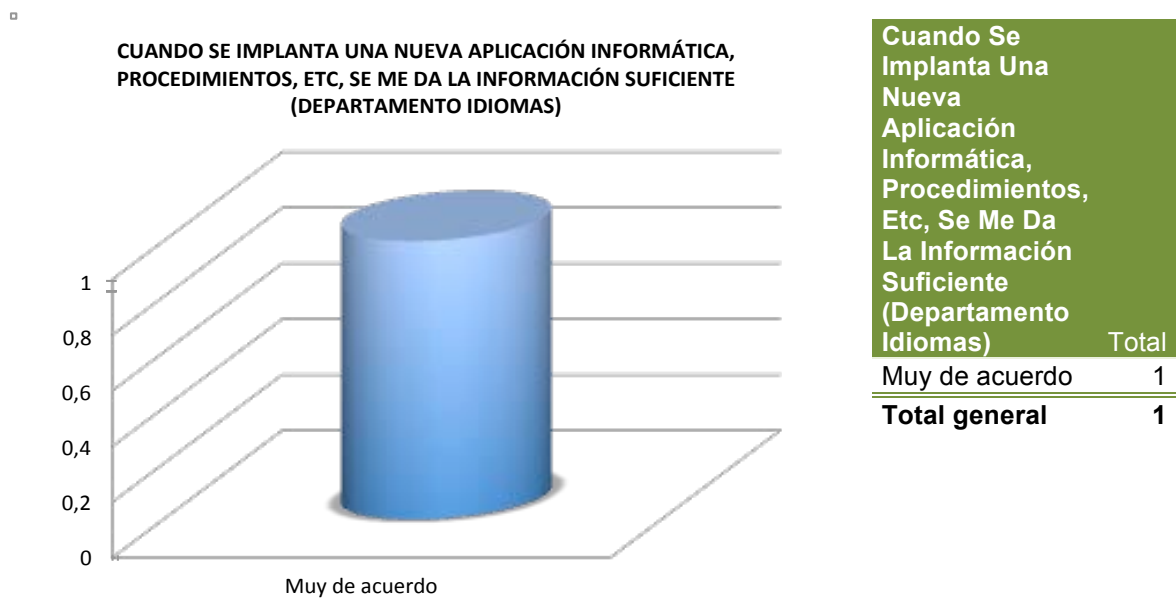 CUANDO SE IMPLANTA UNA NUEVA APLICACIÓN INFORMÁTICA,
PROCEDIMIENTOS, ETC, SE ME DA LA INFORMACIÓN SUFICIENTE
(DEPARTAMENTO IDIOMAS)
1
0,8
0,6
0,4
0,2
0
Muy de acuerdo
Cuando Se
Implanta Una
Nueva
Aplicación
Informática,
Procedimientos,
Etc, Se Me Da
La Información
Suficiente
(Departamento
Idiomas) Total
Muy de acuerdo 1
Total general 1